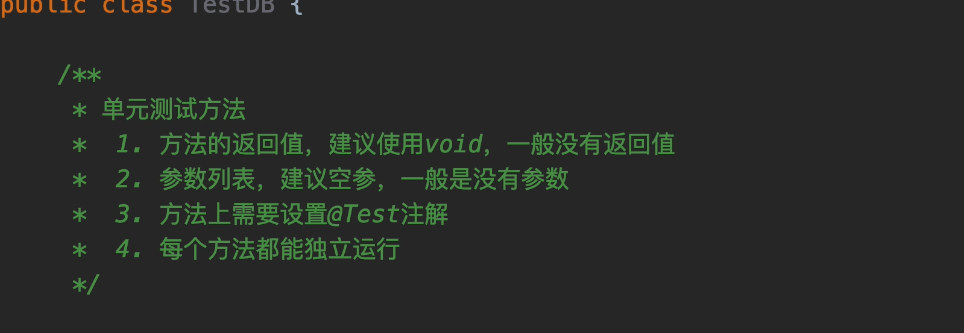 public class TestDB {
/**
* 单元测试方法
* 1. 方法的返回值，建议使用void，一般没有返回值
* 2. 参数列表，建议空参，一般是没有参数
* 3. 方法上需要设置@Test注解
* 4. 每个方法都能独立运行
*/